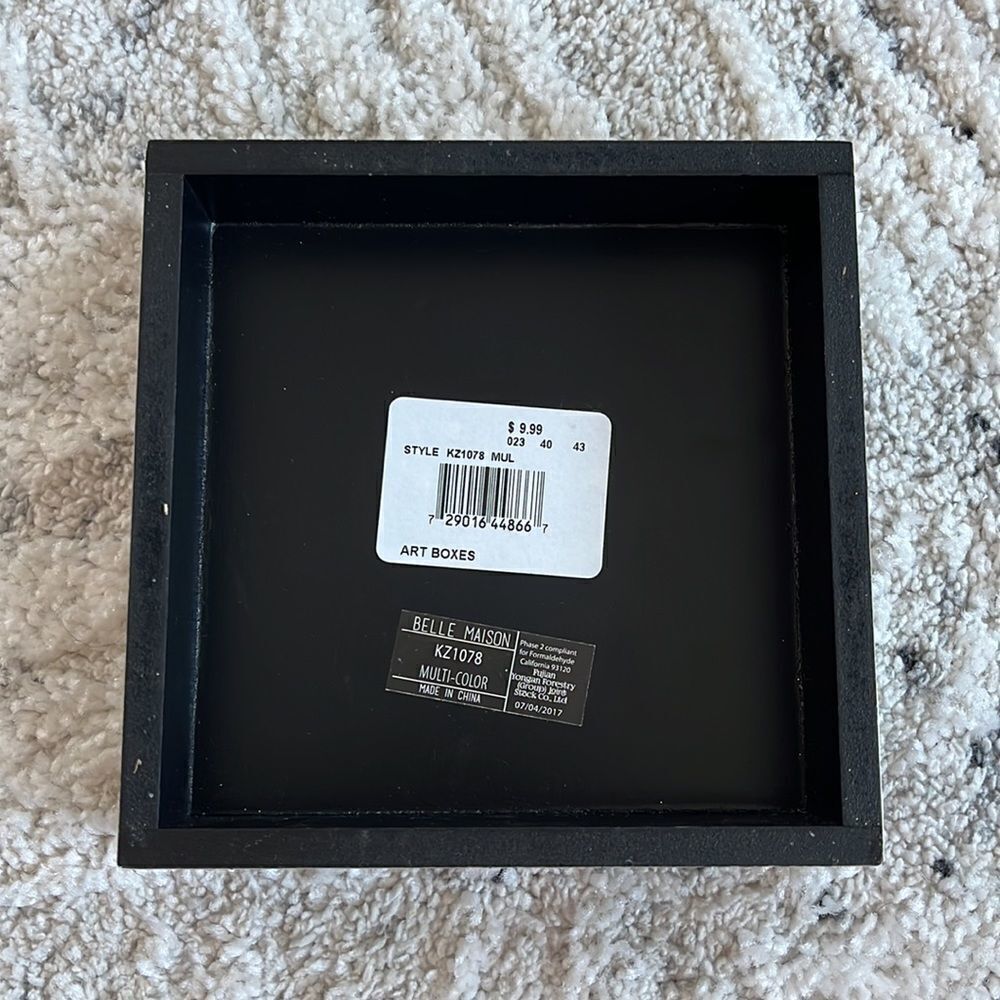 $ 9.99
023 40 43
STYLE KZ1078 MUL
7 29016 44866 7
ART BOXES
BELLE MAISON
KZ1078
MULTI-COLOR
MADE IN CHINA
Phase 2 compliant
for Formaldehyde
California 93120
Fujian
Yongan Forestry
(Group) Joint
Stock Co., Ltd
07/04/2017